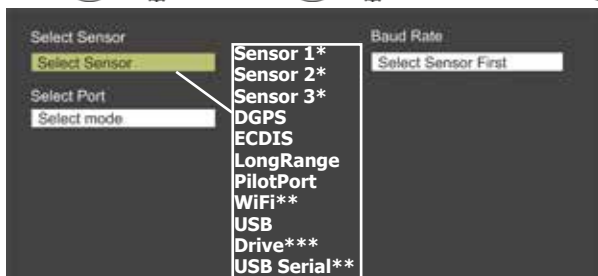 Select Sensor
Select Sensor
Select Port
Select mode
Sensor 1*
Sensor 2*
Sensor 3*
DGPS
ECDIS
LongRange
PilotPort
WiFi**
USB
Drive***
USB Serial**
Baud Rate
Select Sensor First